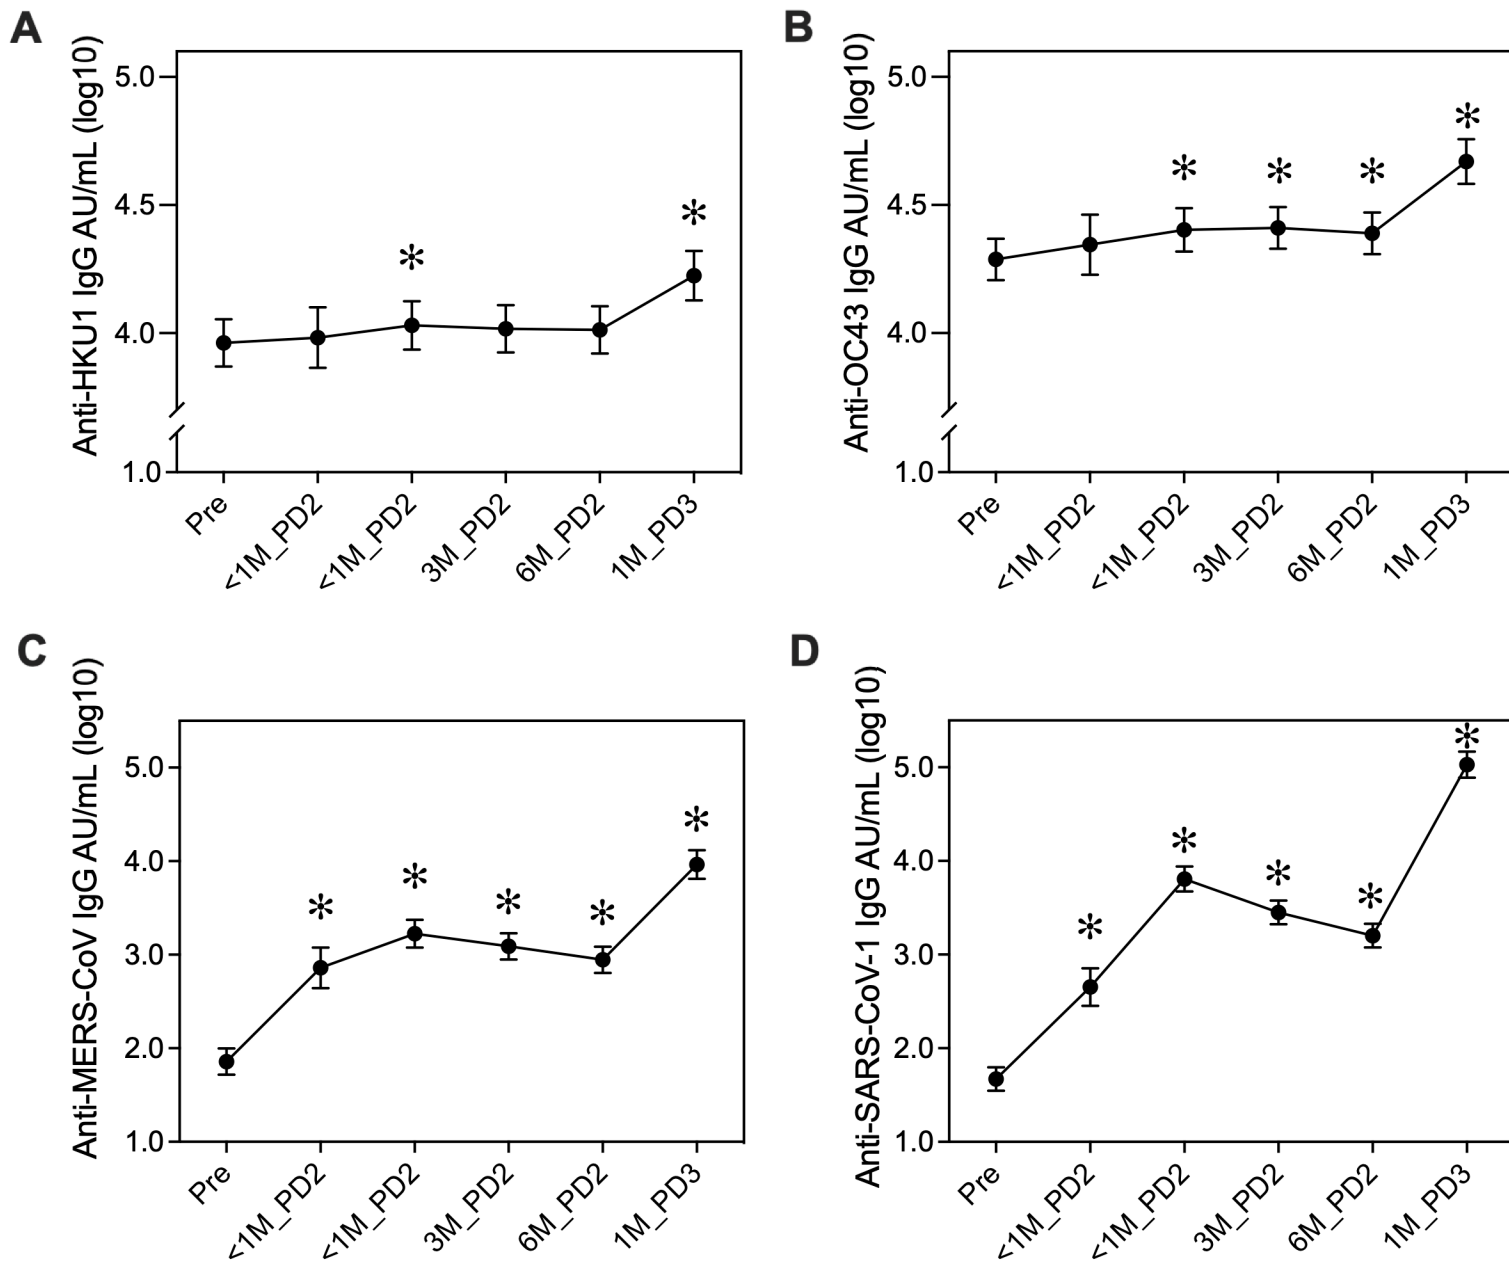 A
Anti-HKU1 IgG AU/mL (log10)
5.0
4.5
4.0
1.0
Pre
<1M_PD2
<1M_PD2
3M_PD2
6M_PD2
1M_PD3
*
*
B
Anti-OC43 IgG AU/mL (log10)
5.0
4.5
4.0
1.0
Pre
<1M_PD2
<1M_PD2
3M_PD2
6M_PD2
1M_PD3
*
*
*
*
C
Anti-MERS-CoV IgG AU/mL (log10)
5.0
4.0
3.0
2.0
1.0
Pre
<1M_PD2
<1M_PD2
3M_PD2
6M_PD2
1M_PD3
*
*
*
*
*
D
Anti-SARS-CoV-1 IgG AU/mL (log10)
5.0
4.0
3.0
2.0
1.0
Pre
<1M_PD2
<1M_PD2
3M_PD2
6M_PD2
1M_PD3
*
*
*
*
*